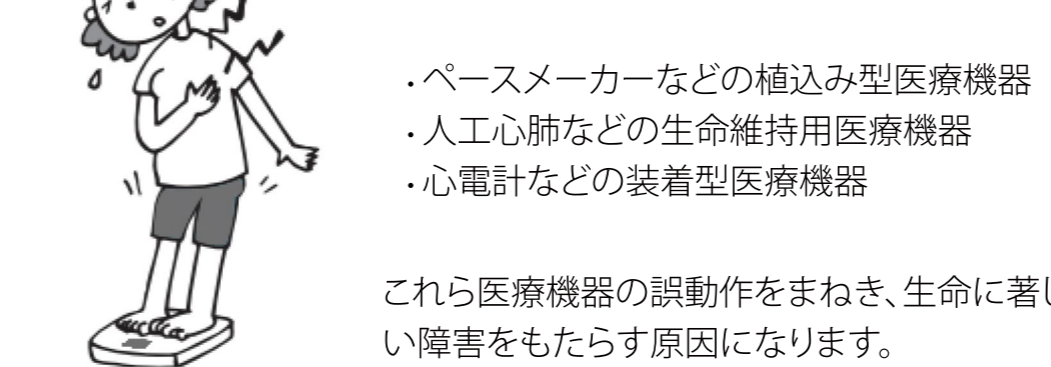 ・ペースメーカーなどの植込み型医療機器
・人工心肺などの生命維持用医療機器
・心電計などの装着型医療機器
これら医療機器の誤動作をまねき、生命に著し
い障害をもたらす原因になります。